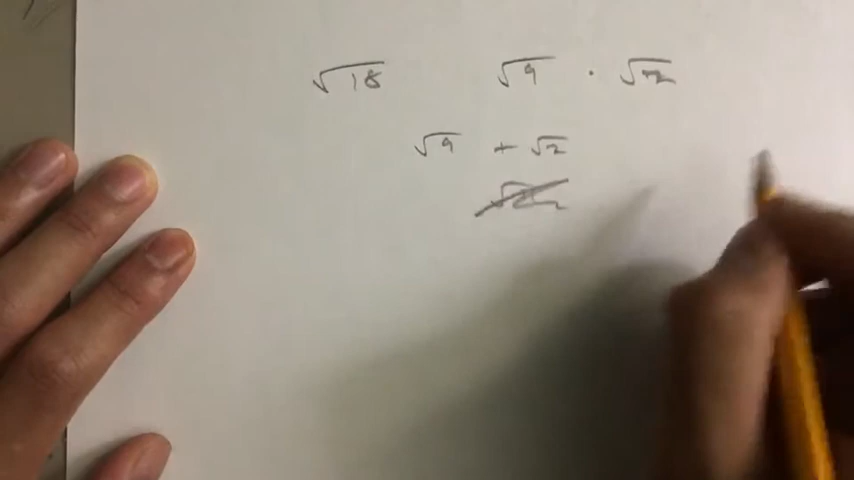 √18 √9 · √2
√9 + √2